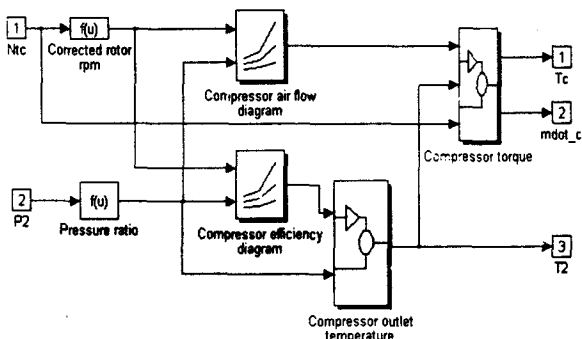 1
Ntc
f(u)
Corrected rotor
rpm
Compressor air flow
diagram
1
Tc
2
mdot_c
Compressor torque
2
P2
f(u)
Pressure ratio
Compressor efficiency
diagram
3
T2
Compressor outlet
temperature